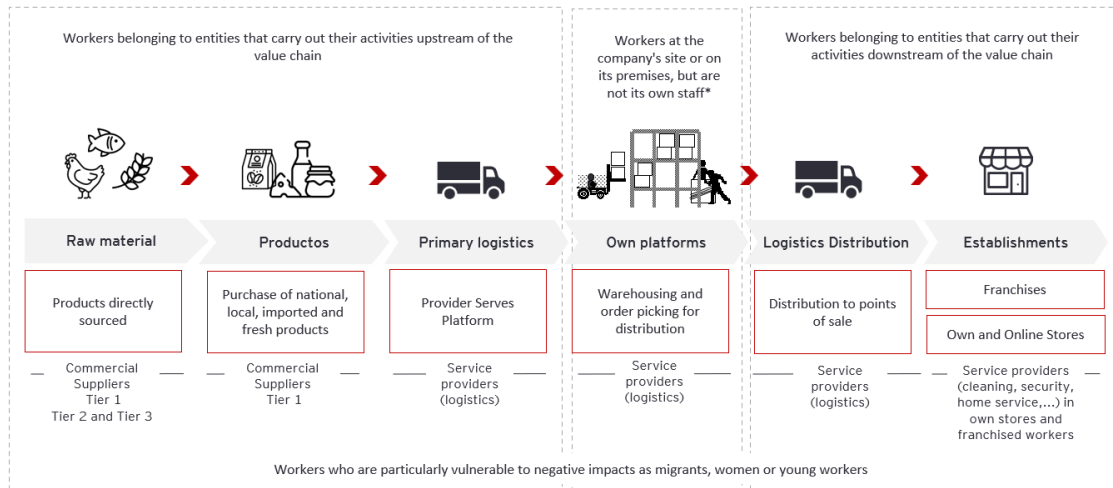 Workers belonging to entities that carry out their activities upstream of the
value chain
Workers at the
company's site or on
its premises, but are
not its own staff*
Workers belonging to entities that carry out their
activities downstream of the value chain
Raw material
Productos
Primary logistics
Own platforms
Logistics Distribution
Establishments
Products directly
sourced
Purchase of national,
local, imported and
fresh products
Provider Serves
Platform
Warehousing and
order picking for
distribution
Distribution to points
of sale
Franchises
Own and Online Stores
Commercial
Suppliers
Tier 1
Tier 2 and Tier 3
Commercial
Suppliers
Tier 1
Service
providers
(logistics)
Service
providers
(logistics)
Service
providers
(logistics)
Service providers
(cleaning, security,
home service,...) in
own stores and
franchised workers
Workers who are particularly vulnerable to negative impacts as migrants, women or young workers